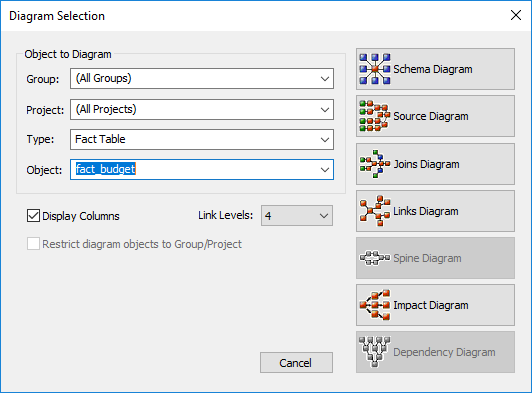 Diagram Selection
Object to Diagram
Group: (All Groups)
Project: (All Projects)
Type: Fact Table
Object: fact_budget
Display Columns
Link Levels: 4
Restrict diagram objects to Group/Project
Schema Diagram
Source Diagram
Joins Diagram
Links Diagram
Spine Diagram
Impact Diagram
Dependency Diagram
Cancel